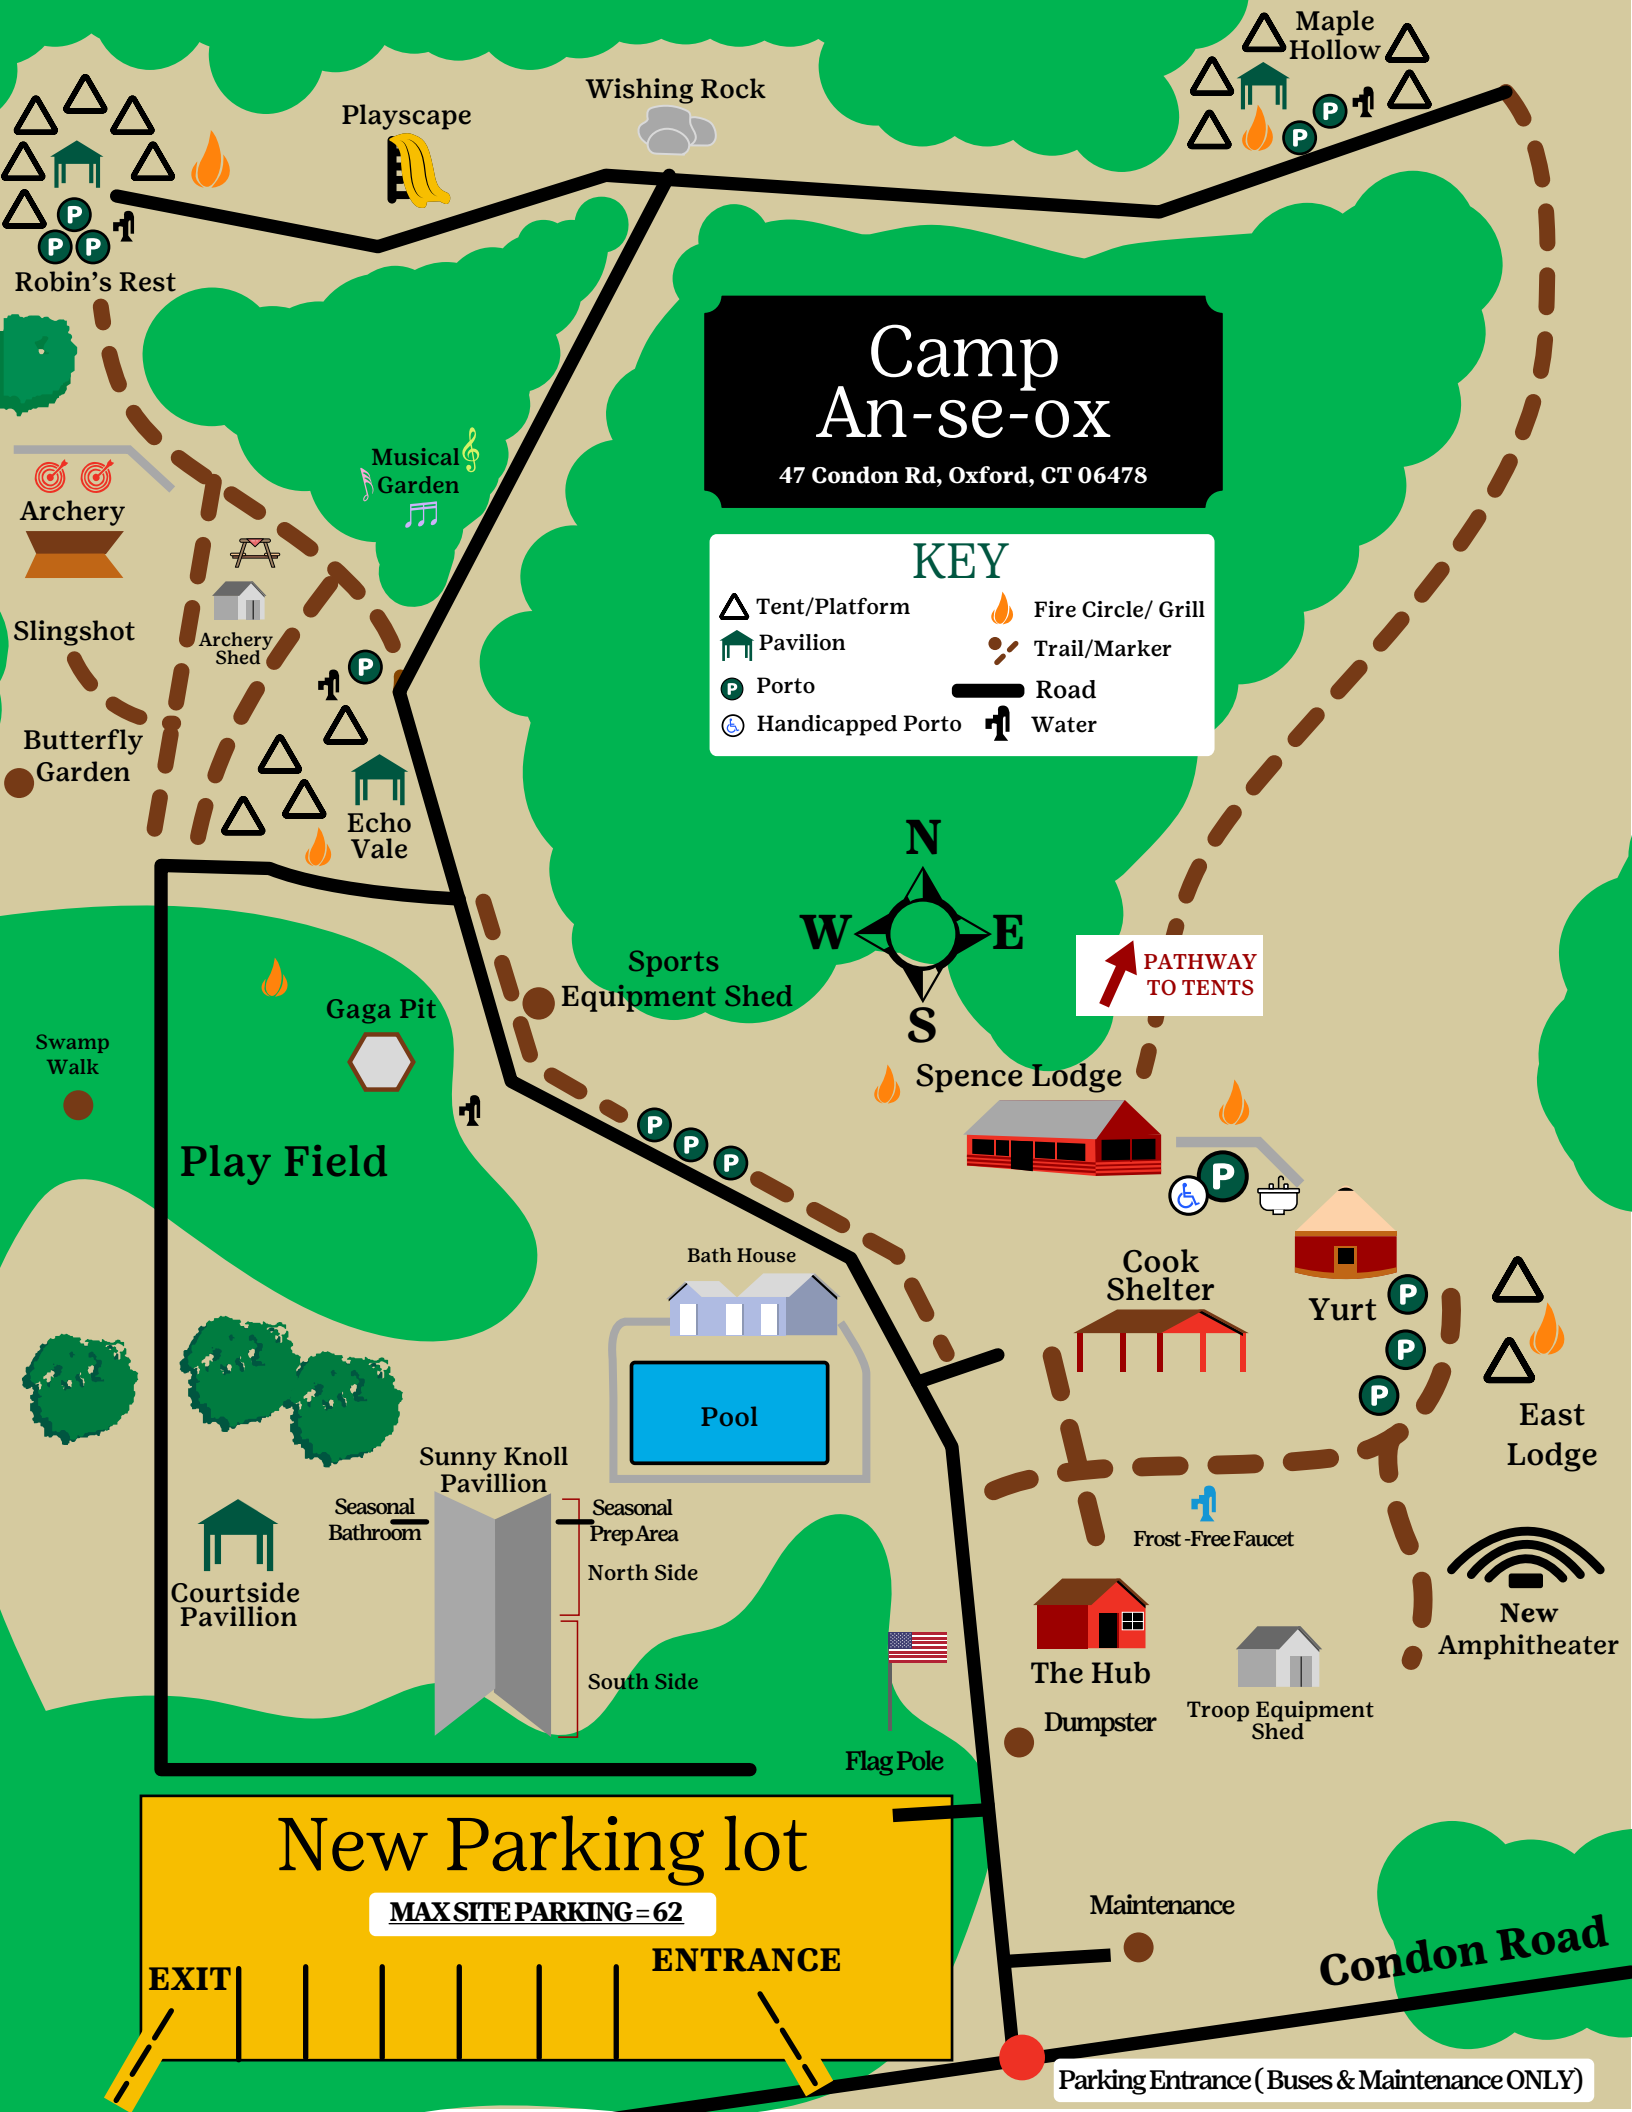 Maple
Hollow
Wishing Rock
Playscape
P
P
P
P
P
Robin's Rest
Camp
An-se-ox
47 Condon Rd, Oxford, CT 06478
Musical
Garden
Archery
KEY
Tent/Platform
Fire Circle/ Grill
Pavilion
Trail/Marker
P
Porto
Road
Handicapped Porto
Water
Slingshot
Archery
Shed
P
Butterfly
Garden
Echo
Vale
N
W
E
S
PATHWAY
TO TENTS
Sports
Equipment Shed
Gaga Pit
Swamp
Walk
Spence Lodge
P
P
P
P
Play Field
Bath House
Cook
Shelter
Yurt
P
P
P
East
Lodge
Pool
Sunny Knoll
Pavillion
Seasonal
Bathroom
Seasonal
Prep Area
North Side
South Side
Frost -Free Faucet
Courtside
Pavillion
New
Amphitheater
The Hub
Dumpster
Troop Equipment
Shed
Flag Pole
New Parking lot
MAX SITE PARKING = 62
EXIT
ENTRANCE
Maintenance
Condon Road
Parking Entrance ( Buses & Maintenance ONLY)